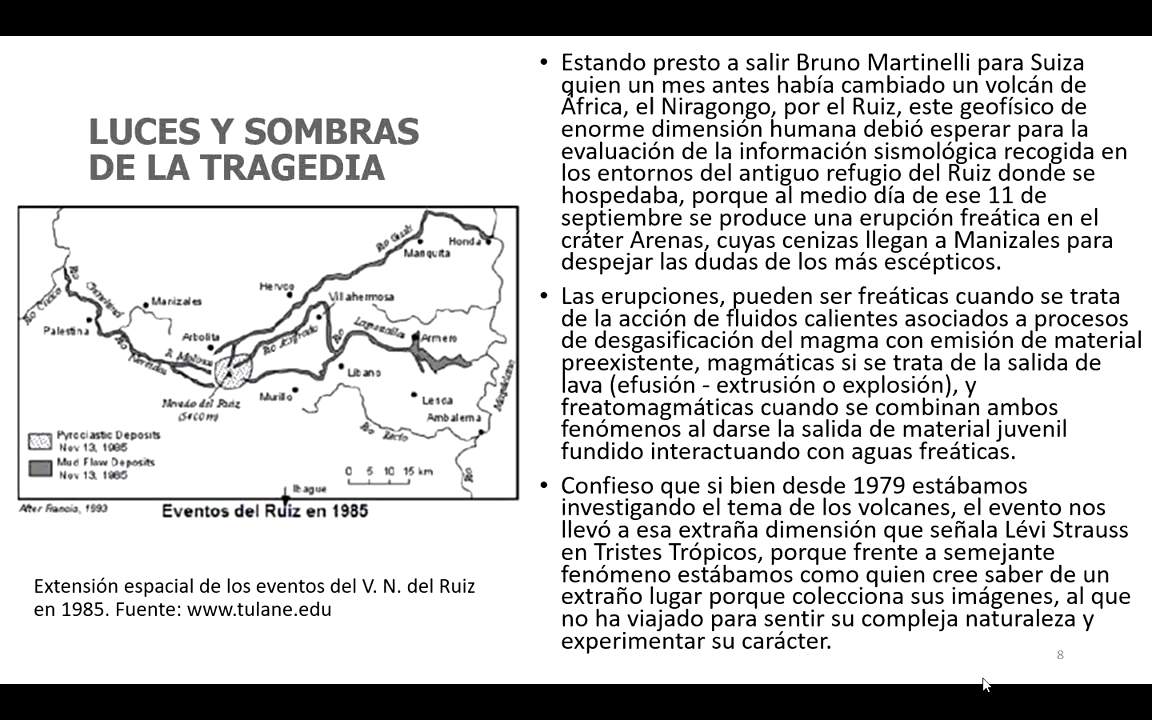 LUCES Y SOMBRAS
DE LA TRAGEDIA
Honda
Mariquita
Hervco
Villahermosa
Manizales
Palestina
Arbolita
Armero
Libano
Murillo
Nevado del Ruiz
(5400m)
Lesca
Ambalema
Pyroclastic Deposits
Nov 13, 1985
Mud Flow Deposits
Nov 13, 1985
0 5 10 15 km
Ibague
After Francis, 1993
Eventos del Ruiz en 1985
Extensión espacial de los eventos del V. N. del Ruiz
en 1985. Fuente: www.tulane.edu
• Estando presto a salir Bruno Martinelli para Suiza
quien un mes antes había cambiado un volcán de
África, el Niragongo, por el Ruiz, este geofísico de
enorme dimensión humana debió esperar para la
evaluación de la información sismológica recogida en
los entornos del antiguo refugio del Ruiz donde se
hospedaba, porque al medio día de ese 11 de
septiembre se produce una erupción freática en el
cráter Arenas, cuyas cenizas llegan a Manizales para
despejar las dudas de los más escépticos.
• Las erupciones, pueden ser freáticas cuando se trata
de la acción de fluidos calientes asociados a procesos
de desgasificación del magma con emisión de material
preexistente, magmáticas si se trata de la salida de
lava (efusión - extrusión o explosión), y
freatomagmáticas cuando se combinan ambos
fenómenos al darse la salida de material juvenil
fundido interactuando con aguas freáticas.
• Confieso que si bien desde 1979 estábamos
investigando el tema de los volcanes, el evento nos
llevó a esa extraña dimensión que señala Lévi Strauss
en Tristes Trópicos, porque frente a semejante
fenómeno estábamos como quien cree saber de un
extraño lugar porque colecciona sus imágenes, al que
no ha viajado para sentir su compleja naturaleza y
experimentar su carácter.
8